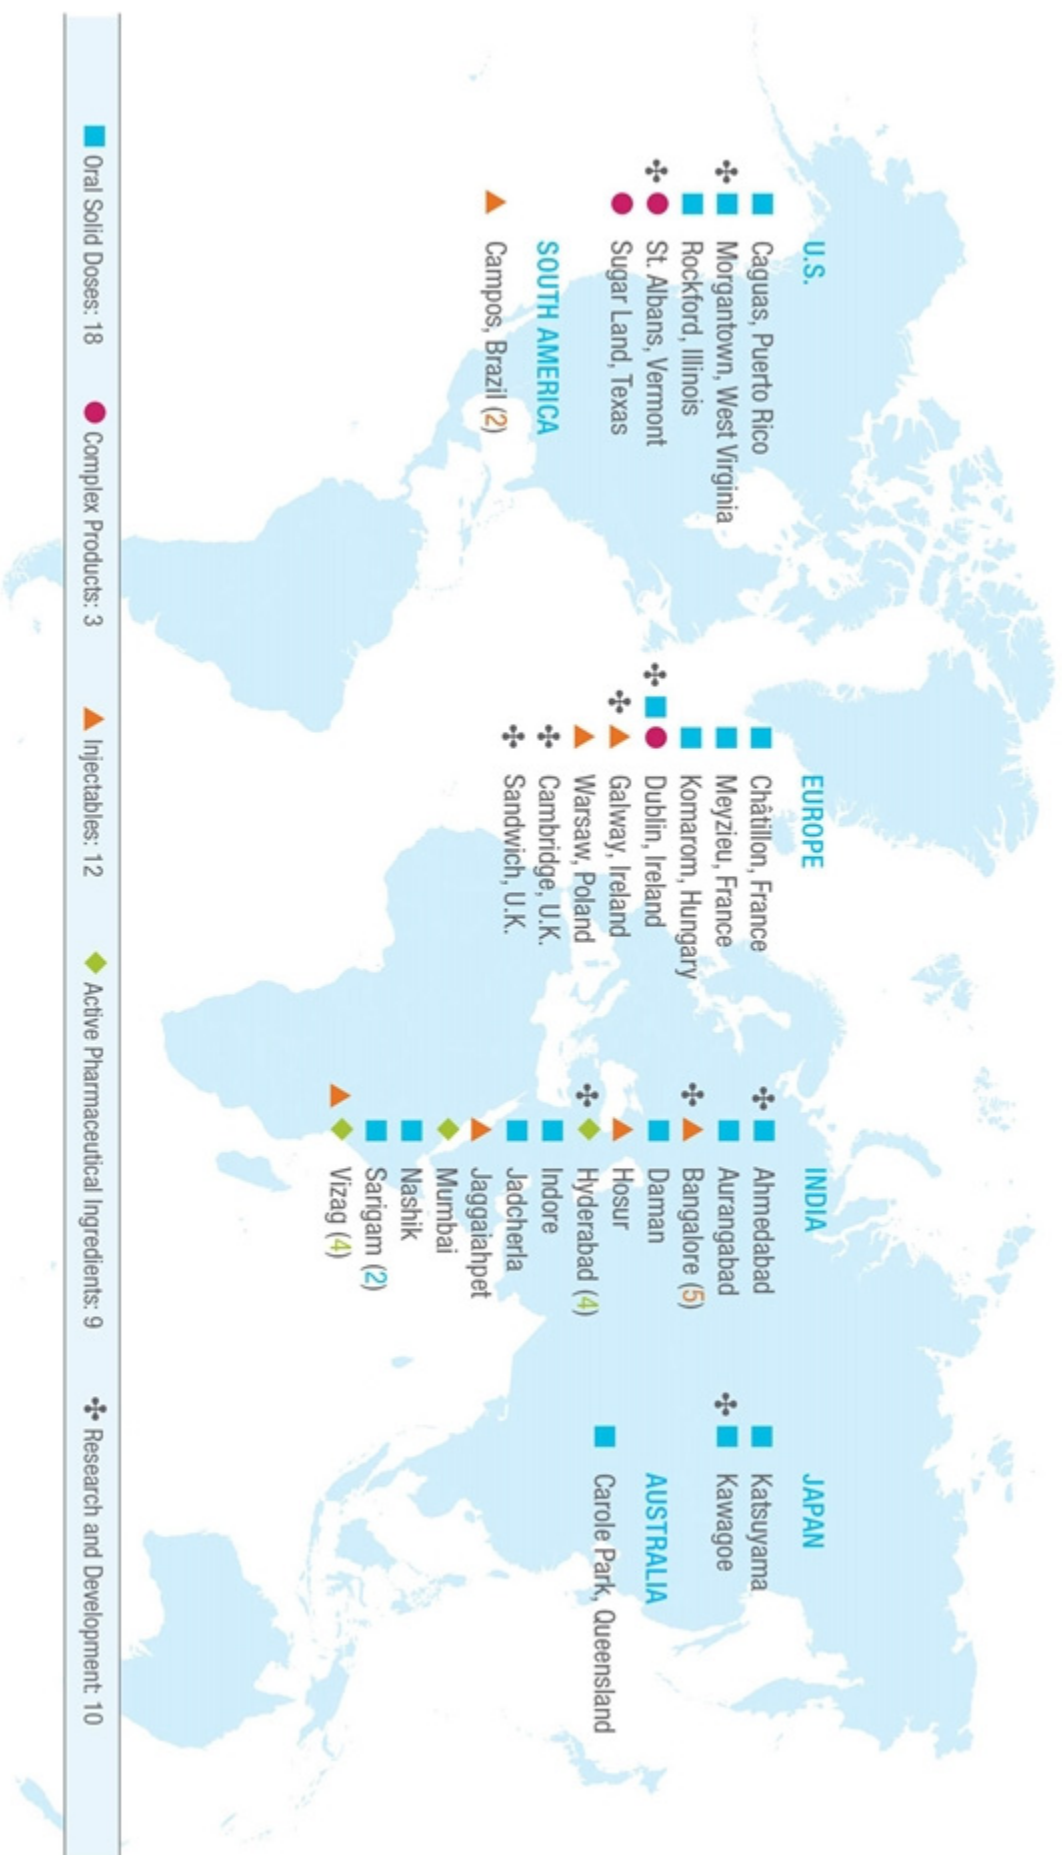 U.S.
Caguas, Puerto Rico
Morgantown, West Virginia
Rockford, Illinois
St. Albans, Vermont
Sugar Land, Texas
SOUTH AMERICA
Campos, Brazil (2)
EUROPE
Châtillon, France
Meyzieu, France
Komarom, Hungary
Dublin, Ireland
Galway, Ireland
Warsaw, Poland
Cambridge, U.K.
Sandwich, U.K.
INDIA
Ahmedabad
Aurangabad
Bangalore (5)
Daman
Hosur
Hyderabad (4)
Indore
Jadcherla
Jaggaiahpet
Mumbai
Nashik
Sarigam (2)
Vizag (4)
JAPAN
Katsuyama
Kawagoe
AUSTRALIA
Carole Park, Queensland
Oral Solid Doses: 18
Complex Products: 3
Injectables: 12
Active Pharmaceutical Ingredients: 9
Research and Development: 10